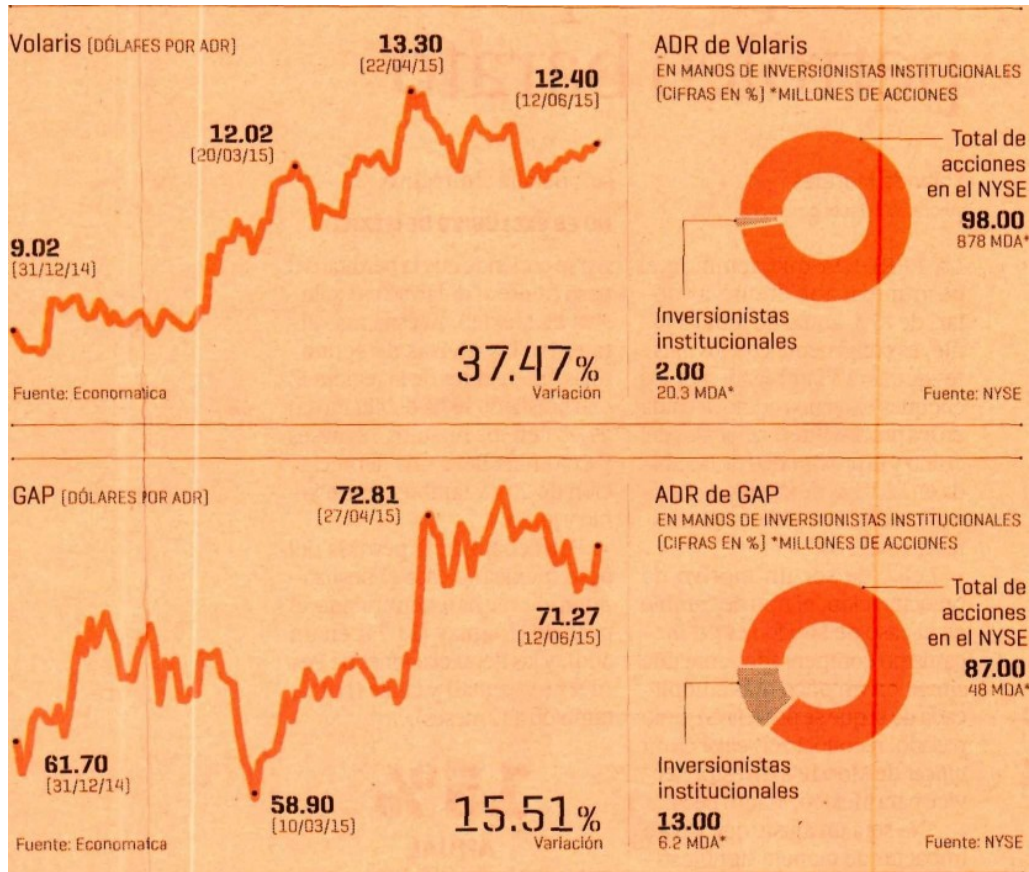 Volaris [DÓLARES POR ADR]
13.30
[22/04/15]
12.40
[12/06/15]
12.02
[20/03/15]
9.02
[31/12/14]
37.47%
Variación
Fuente: Economatica
ADR de Volaris
EN MANOS DE INVERSIONISTAS INSTITUCIONALES
[CIFRAS EN %] *MILLONES DE ACCIONES
Total de
acciones
en el NYSE
98.00
878 MDA*
Inversionistas
institucionales
2.00
20.3 MDA*
Fuente: NYSE
GAP [DÓLARES POR ADR]
72.81
[27/04/15]
71.27
[12/06/15]
61.70
[31/12/14]
58.90
[10/03/15]
15.51%
Variación
Fuente: Economatca
ADR de GAP
EN MANOS DE INVERSIONISTAS INSTITUCIONALES
[CIFRAS EN %] *MILLONES DE ACCIONES
Total de
acciones
en el NYSE
87.00
48 MDA*
Inversionistas
institucionales
13.00
6.2 MDA*
Fuente: NYSE